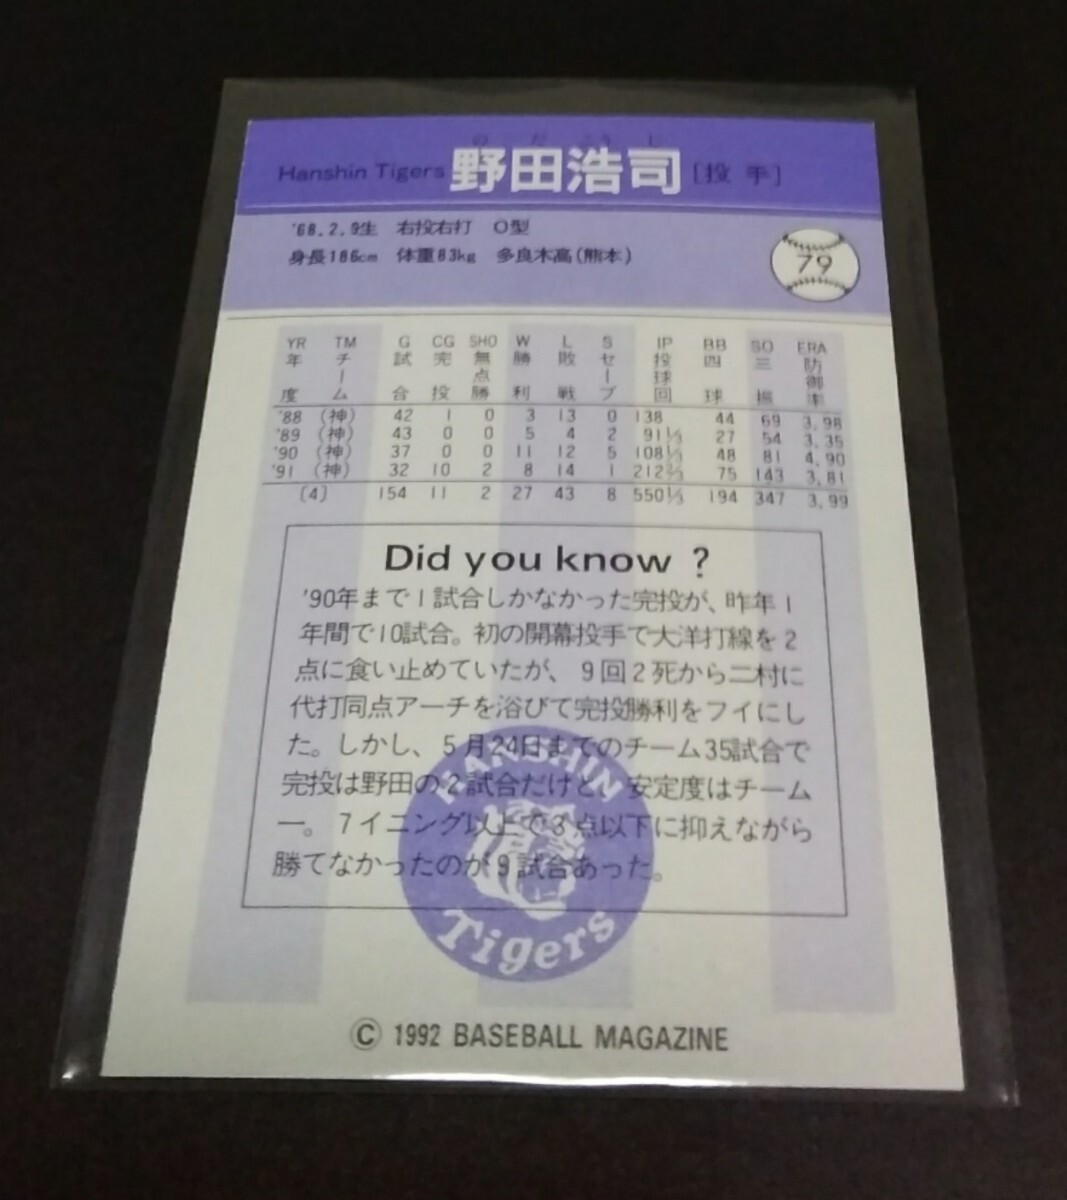 のだ こうじ
Hanshin Tigers 野田浩司 [投手]
'68.2.9生 右投右打 O型
身長186cm 体重83kg 多良木高(熊本)
79
YR TM G CG SHO W L S IP BB SO ERA
年度 チーム 試合 完投 無点勝 勝利 敗戦 セーブ 投球回 四球 三振 防御率
'88 (神) 42 1 0 3 13 0 138 44 69 3.98
'89 (神) 43 0 0 5 4 2 91⅓ 27 54 3.35
'90 (神) 37 0 0 11 12 5 108⅓ 48 81 4.90
'91 (神) 32 10 2 8 14 1 212⅔ 75 143 3.81
〔4〕 154 11 2 27 43 8 550⅓ 194 347 3.99
Did you know ?
'90年まで1試合しかなかった完投が、昨年1
年間で10試合。初の開幕投手で大洋打線を2
点に食い止めていたが、9回2死から二村に
代打同点アーチを浴びて完投勝利をフイにし
た。しかし、5月24日までのチーム35試合で
完投は野田の2試合だけと、安定度はチーム
一。7イニング以上で3点以下に抑えながら
勝てなかったのが9試合あった。
HANSHIN
Tigers
© 1992 BASEBALL MAGAZINE